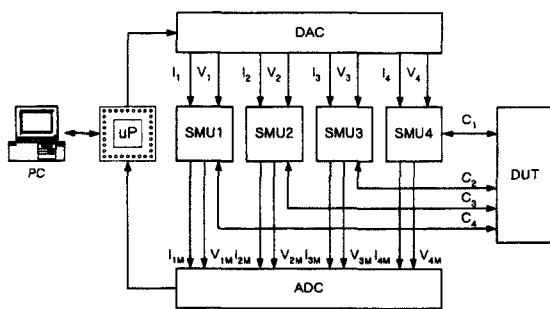 DAC
I₁ V₁ I₂ V₂ I₃ V₃ I₄ V₄
PC
uP
SMU1 SMU2 SMU3 SMU4
C₁
C₂
C₃
C₄
DUT
I₁M V₁M I₂M V₂M I₃M V₃M I₄M V₄M
ADC